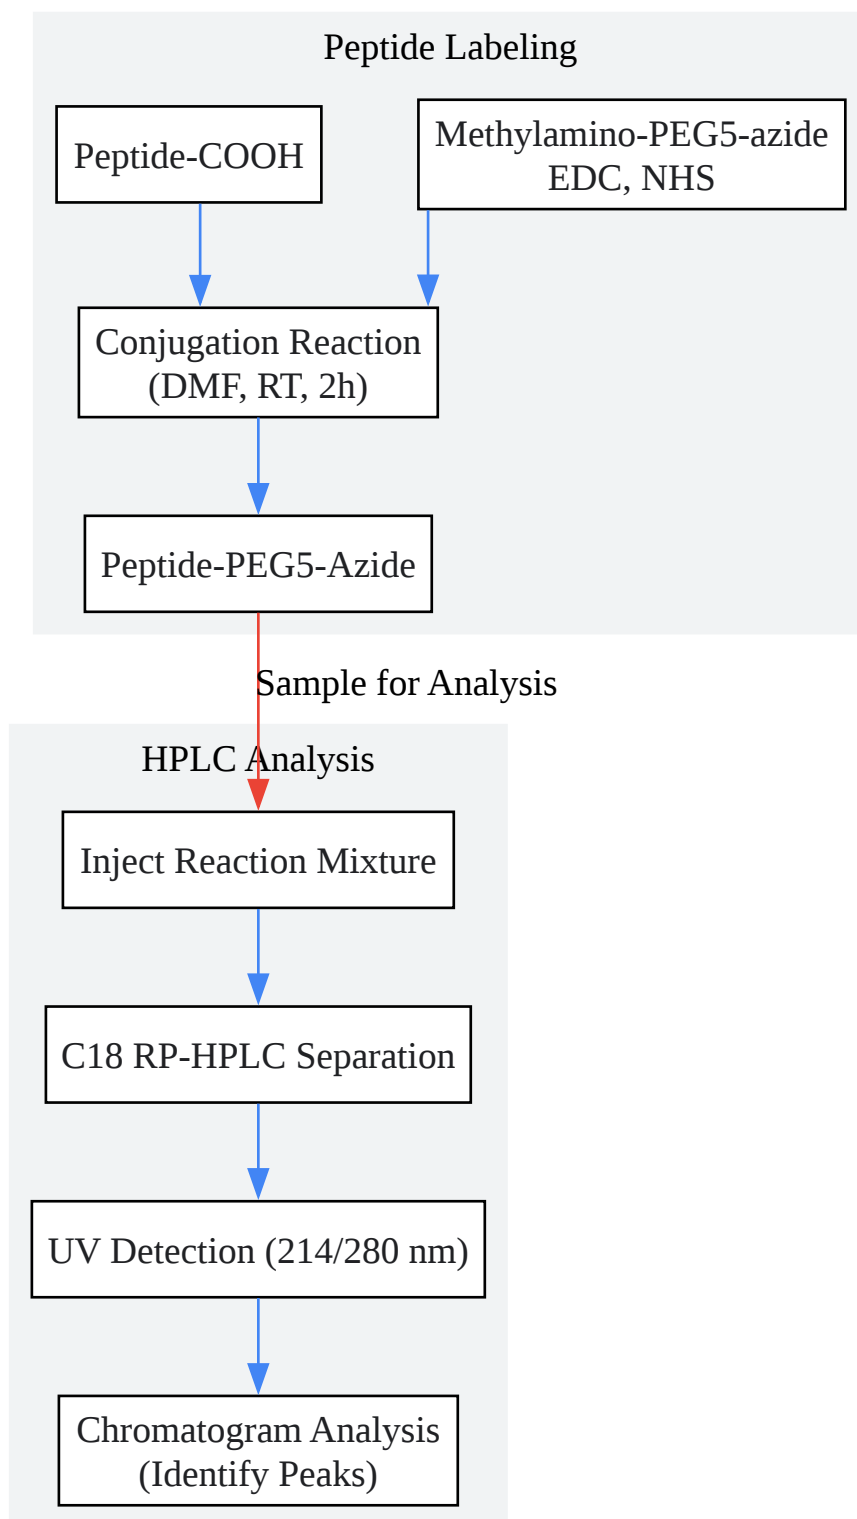 Peptide Labeling
Peptide-COOH
Methylamino-PEG5-azide
EDC, NHS
Conjugation Reaction
(DMF, RT, 2h)
Peptide-PEG5-Azide
Sample for Analysis
HPLC Analysis
Inject Reaction Mixture
C18 RP-HPLC Separation
UV Detection (214/280 nm)
Chromatogram Analysis
(Identify Peaks)